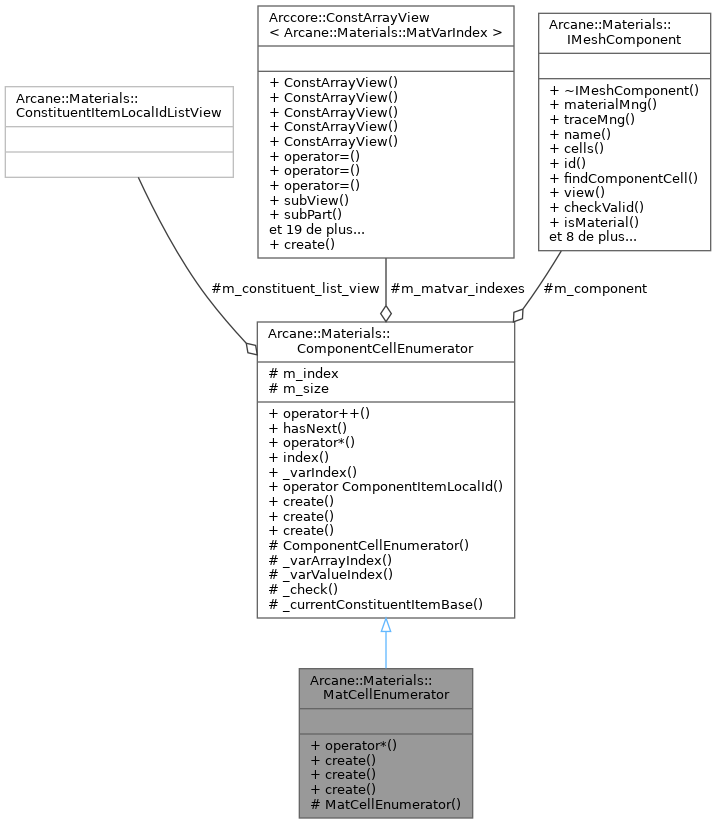 Arccore::ConstArrayView
< Arcane::Materials::MatVarIndex >
+ ConstArrayView()
+ ConstArrayView()
+ ConstArrayView()
+ ConstArrayView()
+ ConstArrayView()
+ operator=()
+ operator=()
+ operator=()
+ subView()
+ subPart()
et 19 de plus...
+ create()
Arcane::Materials::
IMeshComponent
+ ~IMeshComponent()
+ materialMng()
+ traceMng()
+ name()
+ cells()
+ id()
+ findComponentCell()
+ view()
+ checkValid()
+ isMaterial()
et 8 de plus...
Arcane::Materials::
ConstituentItemLocalIdListView
#m_constituent_list_view
#m_matvar_indexes
#m_component
Arcane::Materials::
ComponentCellEnumerator
# m_index
# m_size
+ operator++()
+ hasNext()
+ operator*()
+ index()
+ _varIndex()
+ operator ComponentItemLocalId()
+ create()
+ create()
+ create()
# ComponentCellEnumerator()
# _varArrayIndex()
# _varValueIndex()
# _check()
# _currentConstituentItemBase()
Arcane::Materials::
MatCellEnumerator
+ operator*()
+ create()
+ create()
+ create()
# MatCellEnumerator()